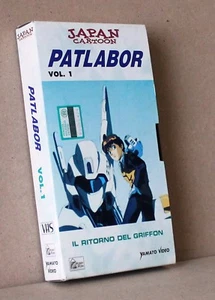 JAPAN
CARTOON
PATLABOR
VOL. 1
IL RITORNO DEL GRIFFON
YAMATO VIDEO
PATLABOR
VOL. 1
VHS